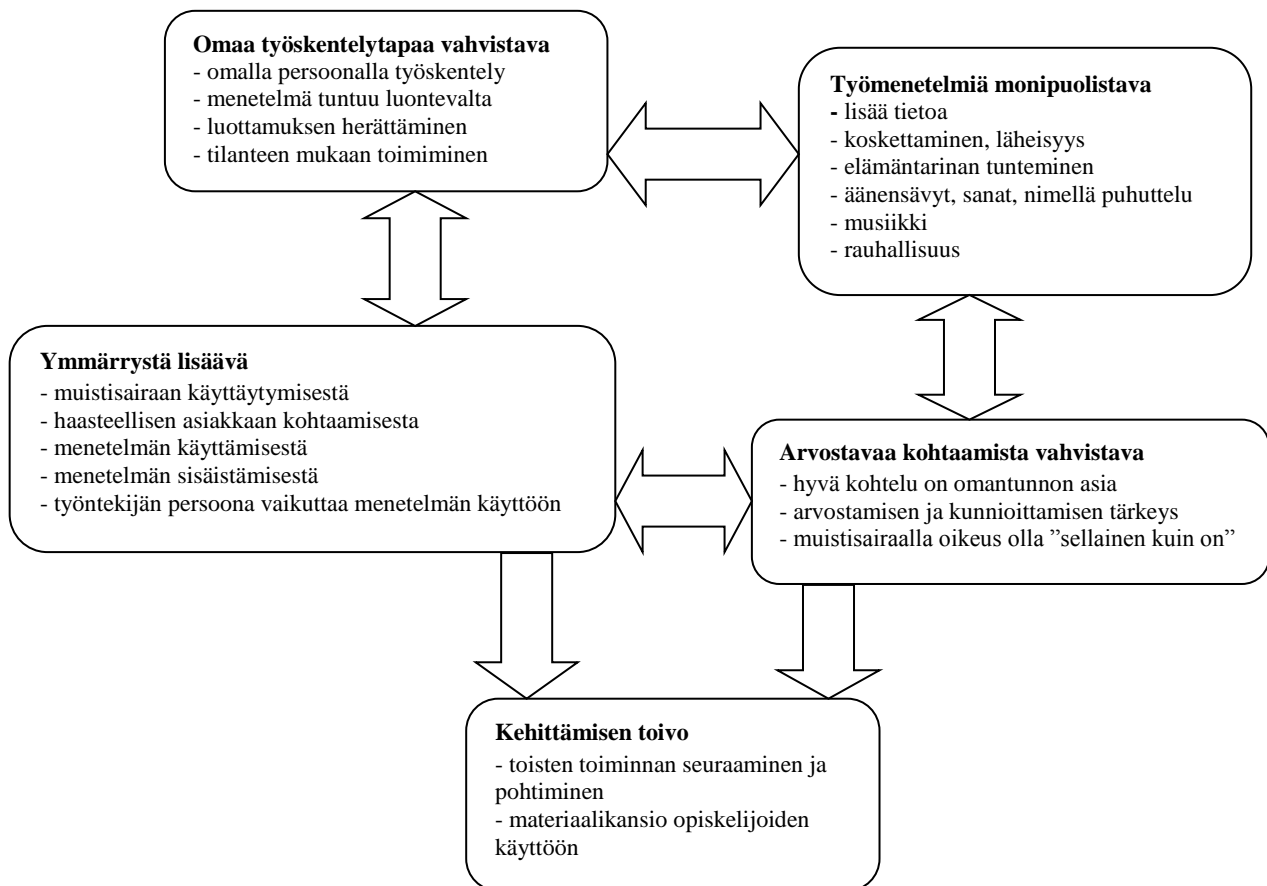 Omaa työskentelytapaa vahvistava
- omalla persoonalla työskentely
- menetelmä tuntuu luontevalta
- luottamuksen herättäminen
- tilanteen mukaan toimiminen
Työmenetelmiä monipuolistava
- lisää tietoa
- koskettaminen, läheisyys
- elämäntarinan tunteminen
- äänensävyt, sanat, nimellä puhuttelu
- musiikki
- rauhallisuus
Ymmärrystä lisäävä
- muistisairaan käyttäytymisestä
- haasteellisen asiakkaan kohtaamisesta
- menetelmän käyttämisestä
- menetelmän sisäistämisestä
- työntekijän persoona vaikuttaa menetelmän käyttöön
Arvostavaa kohtaamista vahvistava
- hyvä kohtelu on omantunnon asia
- arvostamisen ja kunnioittamisen tärkeys
- muistisairaalla oikeus olla ”sellainen kuin on”
Kehittämisen toivo
- toisten toiminnan seuraaminen ja
pohtiminen
- materiaalikansio opiskelijoiden
käyttöön